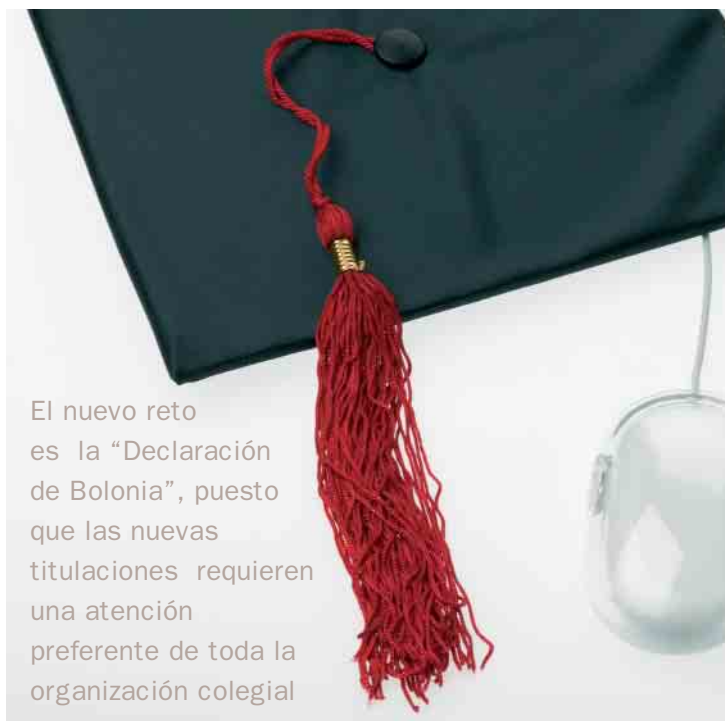 El nuevo reto
es la “Declaración
de Bolonia”, puesto
que las nuevas
titulaciones requieren
una atención
preferente de toda la
organización colegial